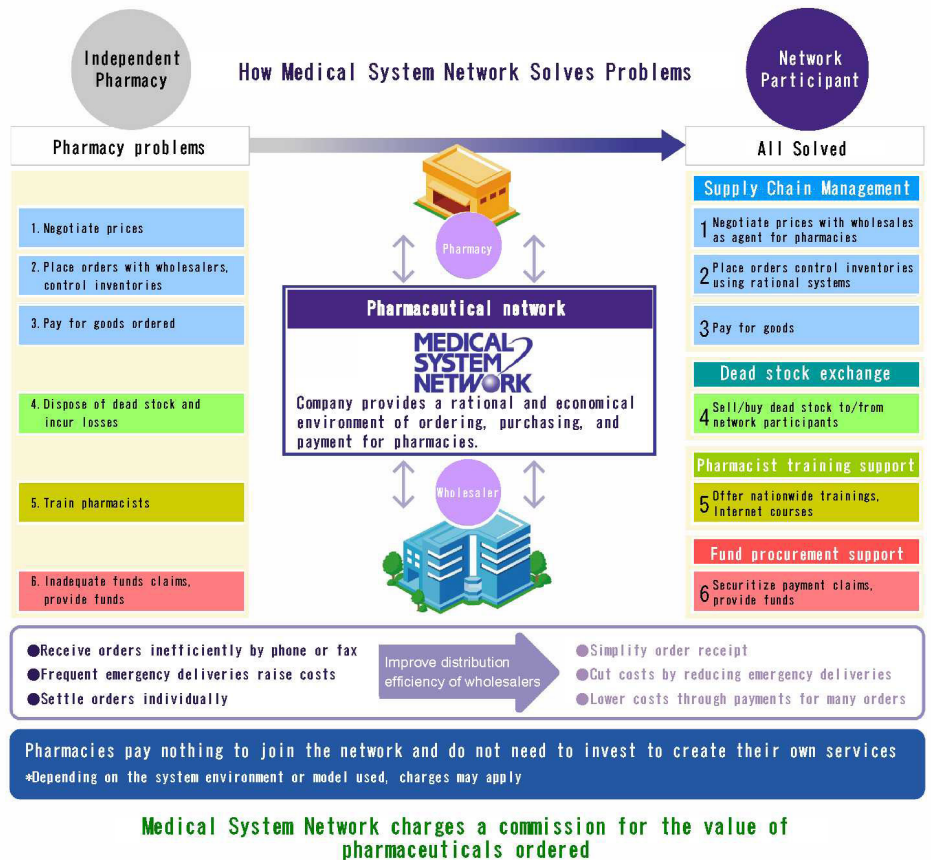 Independent
Pharmacy
How Medical System Network Solves Problems
Network
Participant
Pharmacy problems
All Solved
Supply Chain Management
1. Negotiate prices
2. Place orders with wholesalers,
control inventories
3. Pay for goods ordered
4. Dispose of dead stock and
incur losses
5. Train pharmacists
6. Inadequate funds claims,
provide funds
Pharmacy
Pharmaceutical network
MEDICAL
SYSTEM
NETWORK
Company provides a rational and economical
environment of ordering, purchasing, and
payment for pharmacies.
Wholesaler
1 Negotiate prices with wholesales
as agent for pharmacies
2 Place orders control inventories
using rational systems
3 Pay for goods
Dead stock exchange
4 Sell/buy dead stock to/from
network participants
Pharmacist training support
5 Offer nationwide trainings,
Internet courses
Fund procurement support
6 Securitize payment claims,
provide funds
●Receive orders inefficiently by phone or fax
●Frequent emergency deliveries raise costs
●Settle orders individually
Improve distribution
efficiency of wholesalers
●Simplify order receipt
●Cut costs by reducing emergency deliveries
●Lower costs through payments for many orders
Pharmacies pay nothing to join the network and do not need to invest to create their own services
*Depending on the system environment or model used, charges may apply
Medical System Network charges a commission for the value of
pharmaceuticals ordered